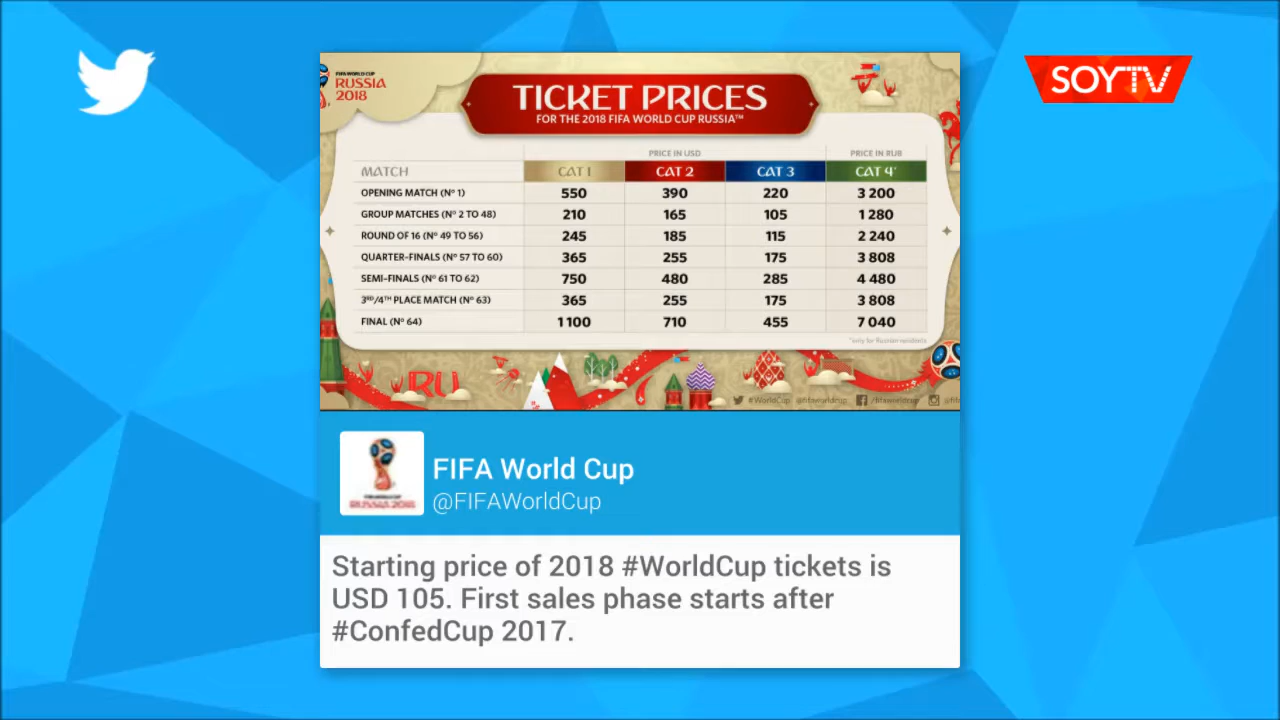 SOYTV
FIFA WORLD CUP
RUSSIA
2018
TICKET PRICES
FOR THE 2018 FIFA WORLD CUP RUSSIA™
PRICE IN USD PRICE IN RUB
MATCH CAT 1 CAT 2 CAT 3 CAT 4*
OPENING MATCH (Nº 1) 550 390 220 3 200
GROUP MATCHES (Nº 2 TO 48) 210 165 105 1 280
ROUND OF 16 (Nº 49 TO 56) 245 185 115 2 240
QUARTER-FINALS (Nº 57 TO 60) 365 255 175 3 808
SEMI-FINALS (Nº 61 TO 62) 750 480 285 4 480
3RD/4TH PLACE MATCH (Nº 63) 365 255 175 3 808
FINAL (Nº 64) 1 100 710 455 7 040
*only for Russian residents
RU
#WorldCup @fifaworldcup /fifaworldcup @fif
RUSSIA 2018
FIFA World Cup
@FIFAWorldCup
Starting price of 2018 #WorldCup tickets is
USD 105. First sales phase starts after
#ConfedCup 2017.